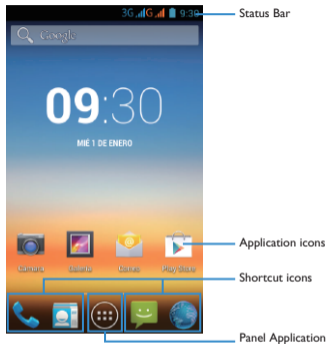 3G G 9:30
Status Bar
Google
09:30
MIÉ 1 DE ENERO
Cámara
Play Store
Application icons
Shortcut icons
Panel Application